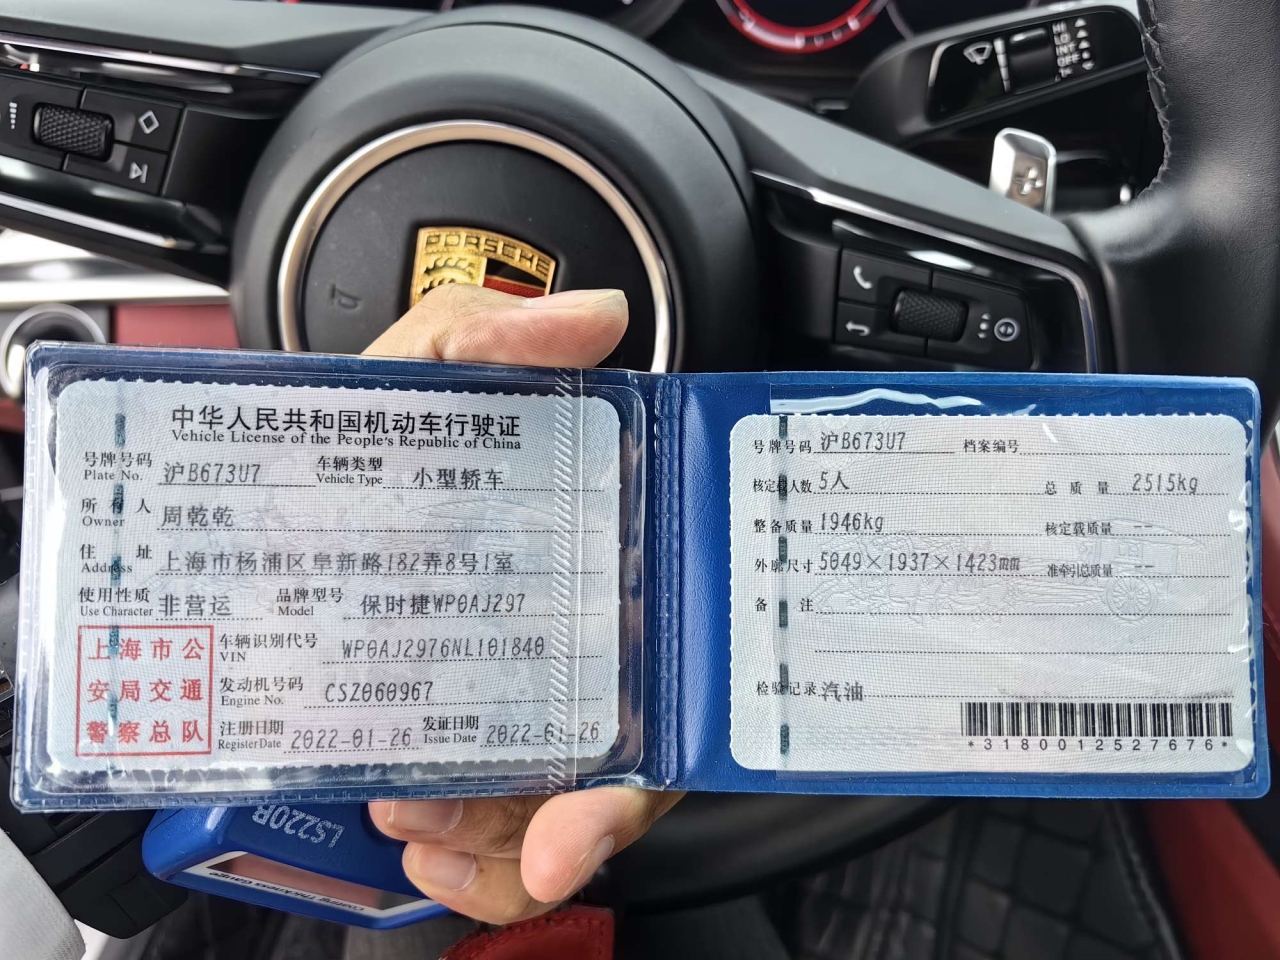 HI
LO
INT
OFF
PORSCHE
中华人民共和国机动车行驶证
Vehicle License of the People's Republic of China
号牌号码 沪B673U7 车辆类型 小型轿车
Plate No. Vehicle Type
所有人 周乾乾
Owner
住址 上海市杨浦区阜新路182弄8号1室
Address
使用性质 非营运 品牌型号 保时捷WP0AJ297
Use Character Model
上海市公
安局交通
警察总队
车辆识别代号 WP0AJ2976NL101840
VIN
发动机号码 CSZ060967
Engine No.
注册日期 2022-01-26 发证日期 2022-01-26
Register Date Issue Date
号牌号码 沪B673U7 档案编号
核定载人数 5人 总质量 2515kg
整备质量 1946kg 核定载质量 --
外廓尺寸 5049×1937×1423mm 准牵引总质量 --
备注
检验记录 汽油
*3180012527676*
LS220R
Coating Thickness Gauge